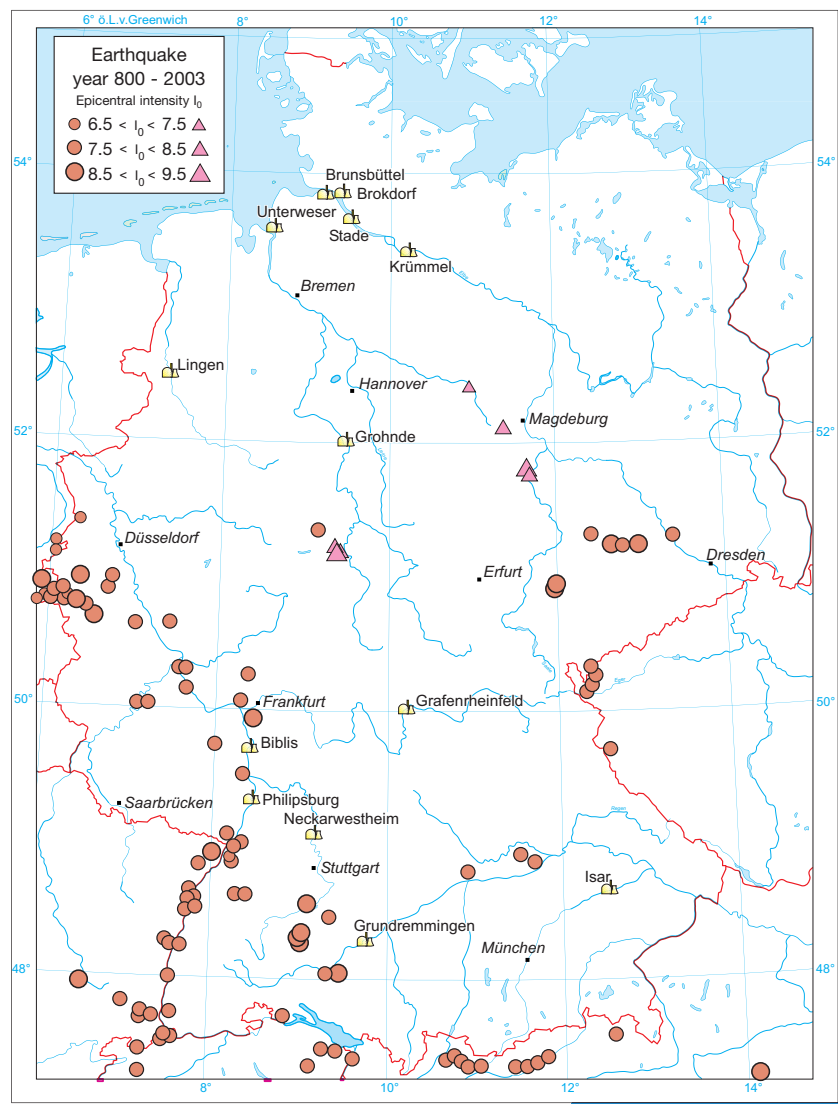 6° ö.L.v.Greenwich
8°
10°
12°
14°
Earthquake
year 800 - 2003
Epicentral intensity I0
6.5 < I0 < 7.5
7.5 < I0 < 8.5
8.5 < I0 < 9.5
54°
54°
Brunsbüttel
Brokdorf
Unterweser
Stade
Krümmel
Bremen
Lingen
Hannover
Magdeburg
52°
52°
Grohnde
Düsseldorf
Dresden
Erfurt
50°
50°
Frankfurt
Grafenrheinfeld
Biblis
Saarbrücken
Philipsburg
Neckarwestheim
Regen
Stuttgart
Isar
Grundremmingen
München
48°
48°
8°
10°
12°
14°